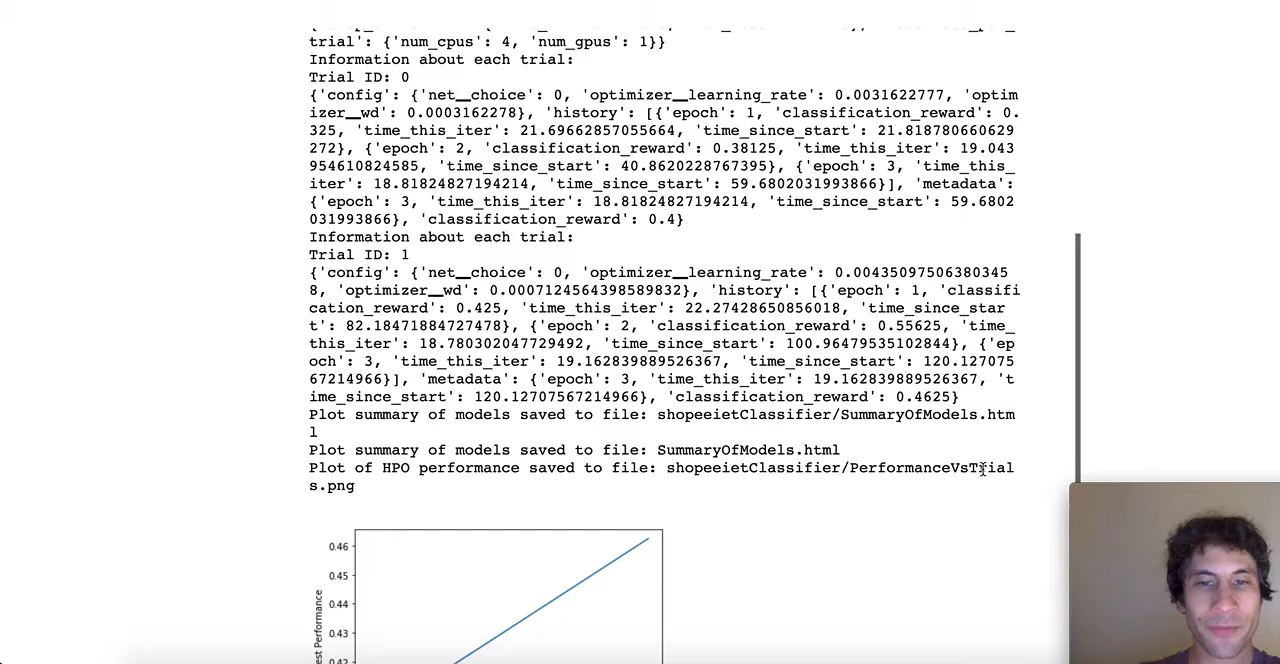 trial': {'num_cpus': 4, 'num_gpus': 1}}
Information about each trial:
Trial ID: 0
{'config': {'net__choice': 0, 'optimizer__learning_rate': 0.0031622777, 'optim
izer__wd': 0.0003162278}, 'history': [{'epoch': 1, 'classification_reward': 0.
325, 'time_this_iter': 21.69662857055664, 'time_since_start': 21.818780660629
272}, {'epoch': 2, 'classification_reward': 0.38125, 'time_this_iter': 19.043
954610824585, 'time_since_start': 40.8620228767395}, {'epoch': 3, 'time_this_
iter': 18.81824827194214, 'time_since_start': 59.6802031993866}], 'metadata':
{'epoch': 3, 'time_this_iter': 18.81824827194214, 'time_since_start': 59.6802
031993866}, 'classification_reward': 0.4}
Information about each trial:
Trial ID: 1
{'config': {'net__choice': 0, 'optimizer__learning_rate': 0.00435097506380345
8, 'optimizer__wd': 0.0007124564398589832}, 'history': [{'epoch': 1, 'classifi
cation_reward': 0.425, 'time_this_iter': 22.27428650856018, 'time_since_star
t': 82.18471884727478}, {'epoch': 2, 'classification_reward': 0.55625, 'time_
this_iter': 18.780302047729492, 'time_since_start': 100.96479535102844}, {'ep
och': 3, 'time_this_iter': 19.162839889526367, 'time_since_start': 120.127075
67214966}], 'metadata': {'epoch': 3, 'time_this_iter': 19.162839889526367, 't
ime_since_start': 120.12707567214966}, 'classification_reward': 0.4625}
Plot summary of models saved to file: shopeeietClassifier/SummaryOfModels.htm
l
Plot summary of models saved to file: SummaryOfModels.html
Plot of HPO performance saved to file: shopeeietClassifier/PerformanceVsTrial
s.png
0.46
0.45
0.44
0.43
0.42
Performance